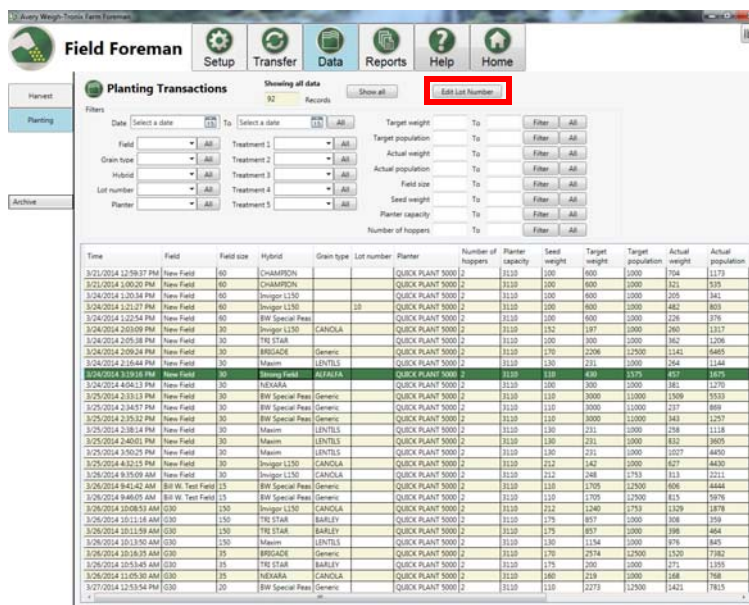 Avery Weigh-Tronix Farm Foreman
Field Foreman
Setup Transfer Data Reports Help Home
Harvest
Planting
Archive
Planting Transactions
Showing all data
92 Records
Show all
Edit Lot Number
Filters
Date Select a date 15 To Select a date 15 All
Field All Treatment 1 All
Grain type All Treatment 2 All
Hybrid All Treatment 3 All
Lot number All Treatment 4 All
Planter All Treatment 5 All
Target weight To Filter All
Target population To Filter All
Actual weight To Filter All
Actual population To Filter All
Field size To Filter All
Seed weight To Filter All
Planter capacity To Filter All
Number of hoppers To Filter All
Time Field Field size Hybrid Grain type Lot number Planter Number of hoppers Planter capacity Seed weight Target weight Target population Actual weight Actual population
3/21/2014 12:59:37 PM New Field 60 CHAMPION QUICK PLANT 5000 2 3110 100 600 1000 704 1173
3/21/2014 1:00:20 PM New Field 60 CHAMPION QUICK PLANT 5000 2 3110 100 600 1000 321 535
3/24/2014 1:20:34 PM New Field 60 Invigor L150 QUICK PLANT 5000 2 3110 100 600 1000 205 341
3/24/2014 1:21:27 PM New Field 60 Invigor L150 10 QUICK PLANT 5000 2 3110 100 600 1000 482 803
3/24/2014 1:22:54 PM New Field 60 BW Special Peas QUICK PLANT 5000 2 3110 100 600 1000 226 376
3/24/2014 2:03:09 PM New Field 30 Invigor L150 CANOLA QUICK PLANT 5000 2 3110 152 197 1000 260 1317
3/24/2014 2:05:38 PM New Field 30 TRI STAR QUICK PLANT 5000 2 3110 100 300 1000 362 1206
3/24/2014 2:09:24 PM New Field 30 BRIGADE Generic QUICK PLANT 5000 2 3110 170 2206 12500 1141 6465
3/24/2014 2:16:44 PM New Field 30 Maxim LENTILS QUICK PLANT 5000 2 3110 130 231 1000 264 1144
3/24/2014 3:19:16 PM New Field 30 Strong Field ALFALFA QUICK PLANT 5000 2 3110 110 430 1575 457 1675
3/24/2014 4:04:13 PM New Field 30 NEXARA QUICK PLANT 5000 2 3110 100 300 1000 381 1270
3/25/2014 2:33:13 PM New Field 30 BW Special Peas Generic QUICK PLANT 5000 2 3110 110 3000 11000 1509 5533
3/25/2014 2:34:57 PM New Field 30 BW Special Peas Generic QUICK PLANT 5000 2 3110 110 3000 11000 237 869
3/25/2014 2:35:32 PM New Field 30 BW Special Peas Generic QUICK PLANT 5000 2 3110 110 3000 11000 343 1257
3/25/2014 2:38:14 PM New Field 30 Maxim LENTILS QUICK PLANT 5000 2 3110 130 231 1000 258 1118
3/25/2014 2:40:01 PM New Field 30 Maxim LENTILS QUICK PLANT 5000 2 3110 130 231 1000 832 3605
3/25/2014 3:50:25 PM New Field 30 Maxim LENTILS QUICK PLANT 5000 2 3110 130 231 1000 1027 4450
3/25/2014 4:32:15 PM New Field 30 Invigor L150 CANOLA QUICK PLANT 5000 2 3110 212 142 1000 627 4430
3/26/2014 9:35:09 AM New Field 30 Invigor L150 CANOLA QUICK PLANT 5000 2 3110 212 248 1753 313 2211
3/26/2014 9:41:42 AM Bill W. Test Field 15 BW Special Peas Generic QUICK PLANT 5000 2 3110 110 1705 12500 606 4444
3/26/2014 9:46:05 AM Bill W. Test Field 15 BW Special Peas Generic QUICK PLANT 5000 2 3110 110 1705 12500 815 5976
3/26/2014 10:08:53 AM G30 150 Invigor L150 CANOLA QUICK PLANT 5000 2 3110 212 1240 1753 1329 1878
3/26/2014 10:11:16 AM G30 150 TRI STAR BARLEY QUICK PLANT 5000 2 3110 175 857 1000 308 359
3/26/2014 10:11:59 AM G30 150 TRI STAR BARLEY QUICK PLANT 5000 2 3110 175 857 1000 398 464
3/26/2014 10:13:50 AM G30 150 Maxim LENTILS QUICK PLANT 5000 2 3110 130 1154 1000 976 845
3/26/2014 10:16:35 AM G30 35 BRIGADE Generic QUICK PLANT 5000 2 3110 170 2574 12500 1520 7382
3/26/2014 10:53:45 AM G30 35 TRI STAR BARLEY QUICK PLANT 5000 2 3110 175 200 1000 271 1355
3/26/2014 11:05:30 AM G30 35 NEXARA CANOLA QUICK PLANT 5000 2 3110 160 219 1000 168 768
3/27/2014 12:53:54 PM G30 20 BW Special Peas Generic QUICK PLANT 5000 2 3110 110 2273 12500 1421 7815